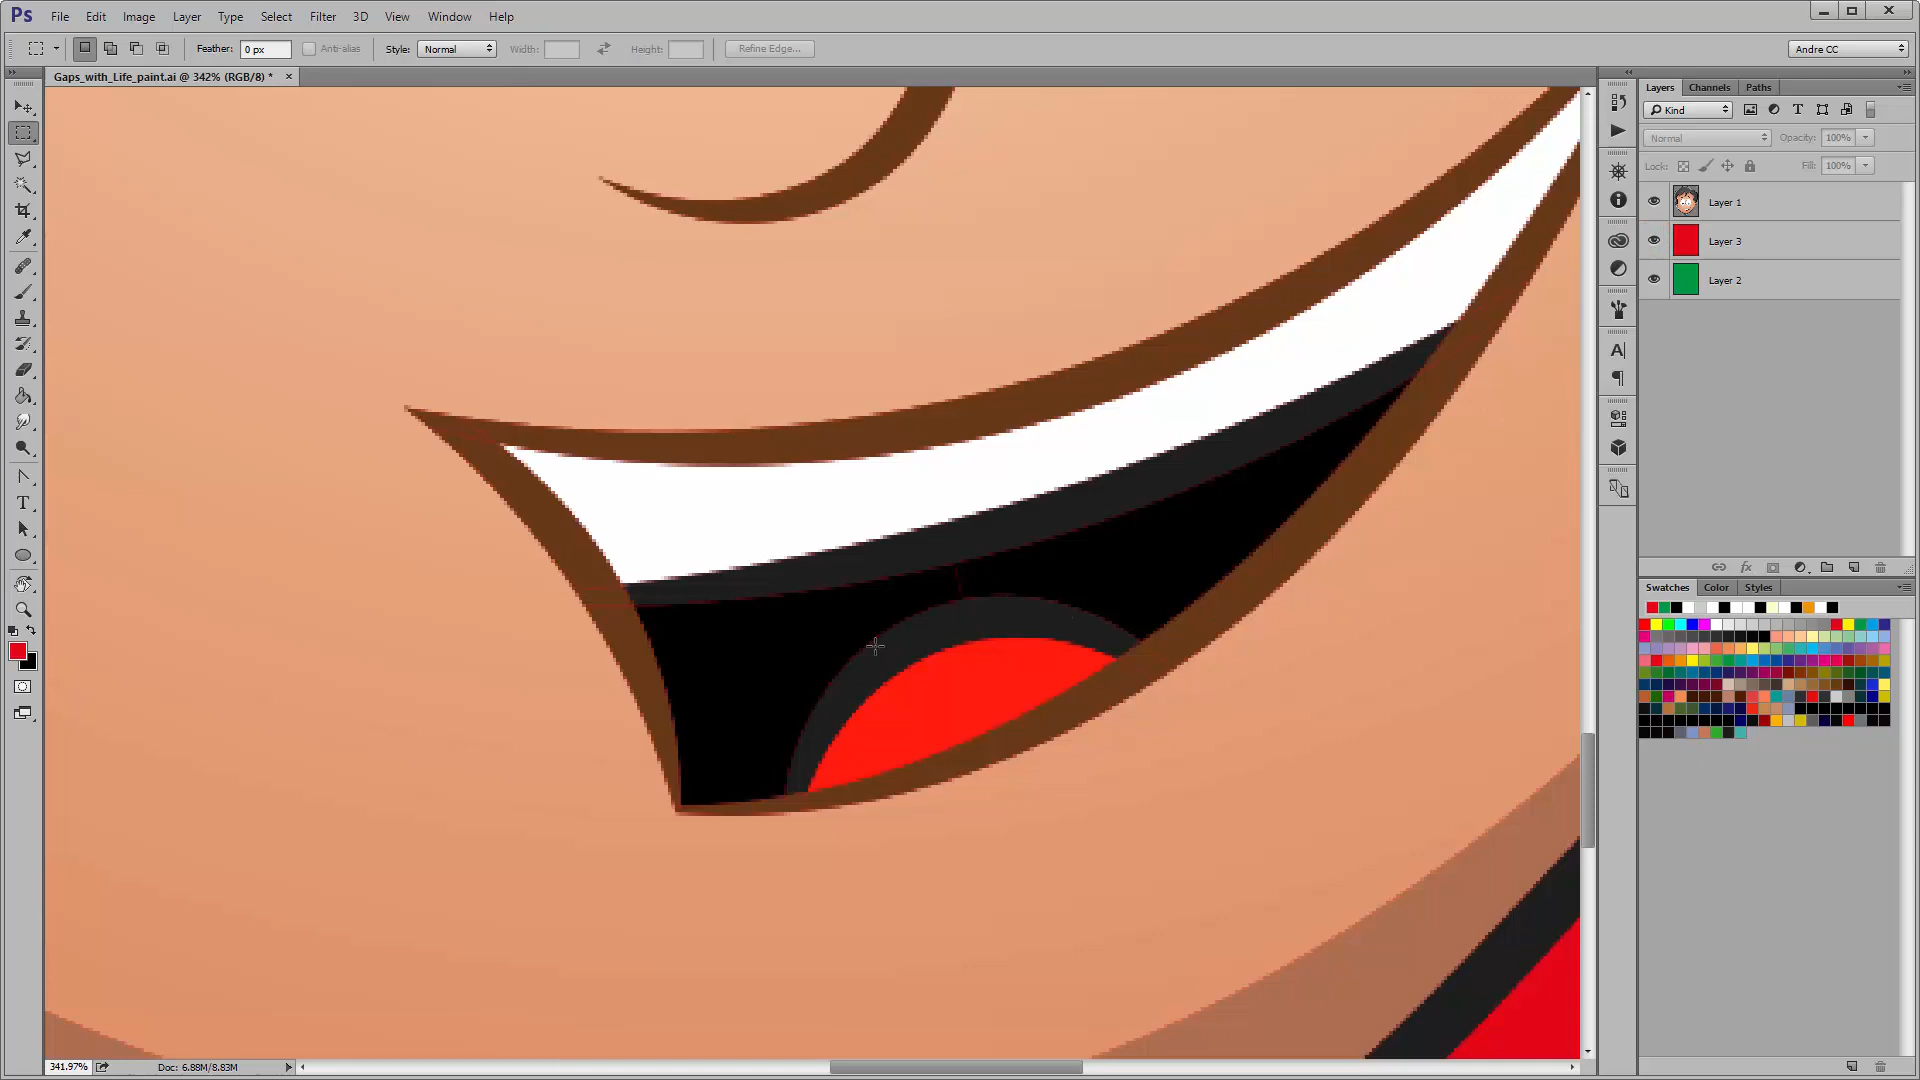 Ps File Edit Image Layer Type Select Filter 3D View Window Help
Feather: 0 px Anti-alias Style: Normal Width: Height: Refine Edge... Andre CC
Gaps_with_Life_paint.ai @ 342% (RGB/8) * ×
Layers Channels Paths
Kind
Normal Opacity: 100%
Lock: Fill: 100%
Layer 1
Layer 3
Layer 2
fx
Swatches Color Styles
341.97% Doc: 6.88M/8.83M